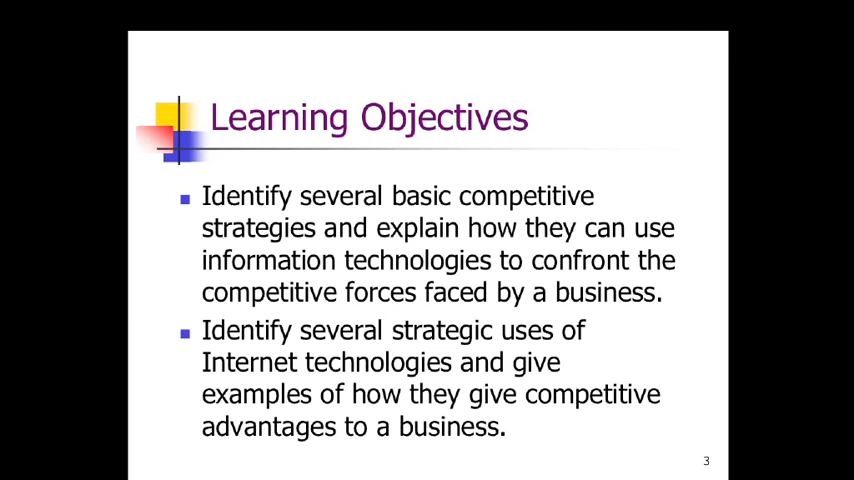 Learning Objectives
Identify several basic competitive
strategies and explain how they can use
information technologies to confront the
competitive forces faced by a business.
Identify several strategic uses of
Internet technologies and give
examples of how they give competitive
advantages to a business.
3